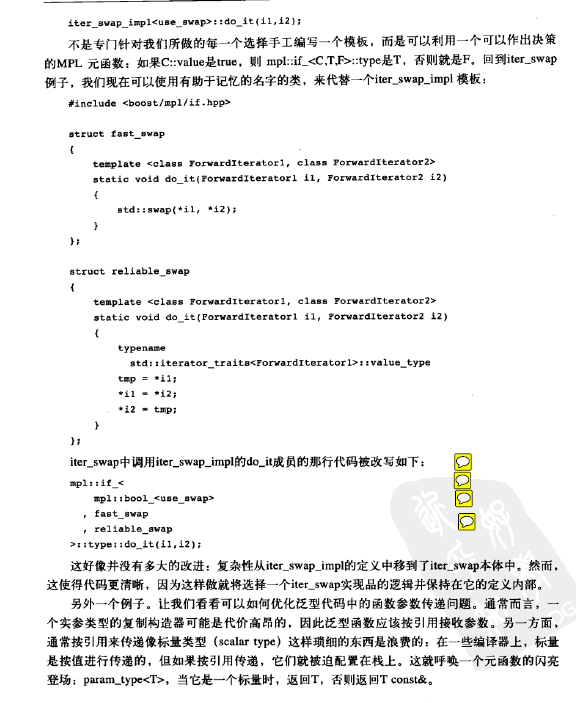 iter_swap_impl<use_swap>::do_it(i1,i2);
不是专门针对我们所做的每一个选择手工编写一个模板，而是可以利用一个可以作出决策
的MPL 元函数：如果C::value是true，则 mpl::if_<C,T,F>::type是T，否则就是F。回到iter_swap
例子，我们现在可以使用有助于记忆的名字的类，来代替一个iter_swap_impl 模板：
#include <boost/mpl/if.hpp>
struct fast_swap
{
template <class ForwardIterator1, class ForwardIterator2>
static void do_it(ForwardIterator1 i1, ForwardIterator2 i2)
{
std::swap(*i1, *i2);
}
};
struct reliable_swap
{
template <class ForwardIterator1, class ForwardIterator2>
static void do_it(ForwardIterator1 i1, ForwardIterator2 i2)
{
typename
std::iterator_traits<ForwardIterator1>::value_type
tmp = *i1;
*i1 = *i2;
*i2 = tmp;
}
};
iter_swap中调用iter_swap_impl的do_it成员的那行代码被改写如下：
mpl::if_<
mpl::bool_<use_swap>
, fast_swap
, reliable_swap
>::type::do_it(i1,i2);
这好像并没有多大的改进：复杂性从iter_swap_impl的定义中移到了iter_swap本体中。然而，
这使得代码更清晰，因为这样做就将选择一个iter_swap实现品的逻辑并保持在它的定义内部。
另外一个例子。让我们看看可以如何优化泛型代码中的函数参数传递问题。通常而言，一
个实参类型的复制构造器可能是代价高昂的，因此泛型函数应该按引用接收参数。另一方面，
通常按引用来传递像标量类型（scalar type）这样琐细的东西是浪费的：在一些编译器上，标量
是按值进行传递的，但如果按引用传递，它们就被迫配置在栈上。这就呼唤一个元函数的闪亮
登场：param_type<T>，当它是一个标量时，返回T，否则返回T const&。